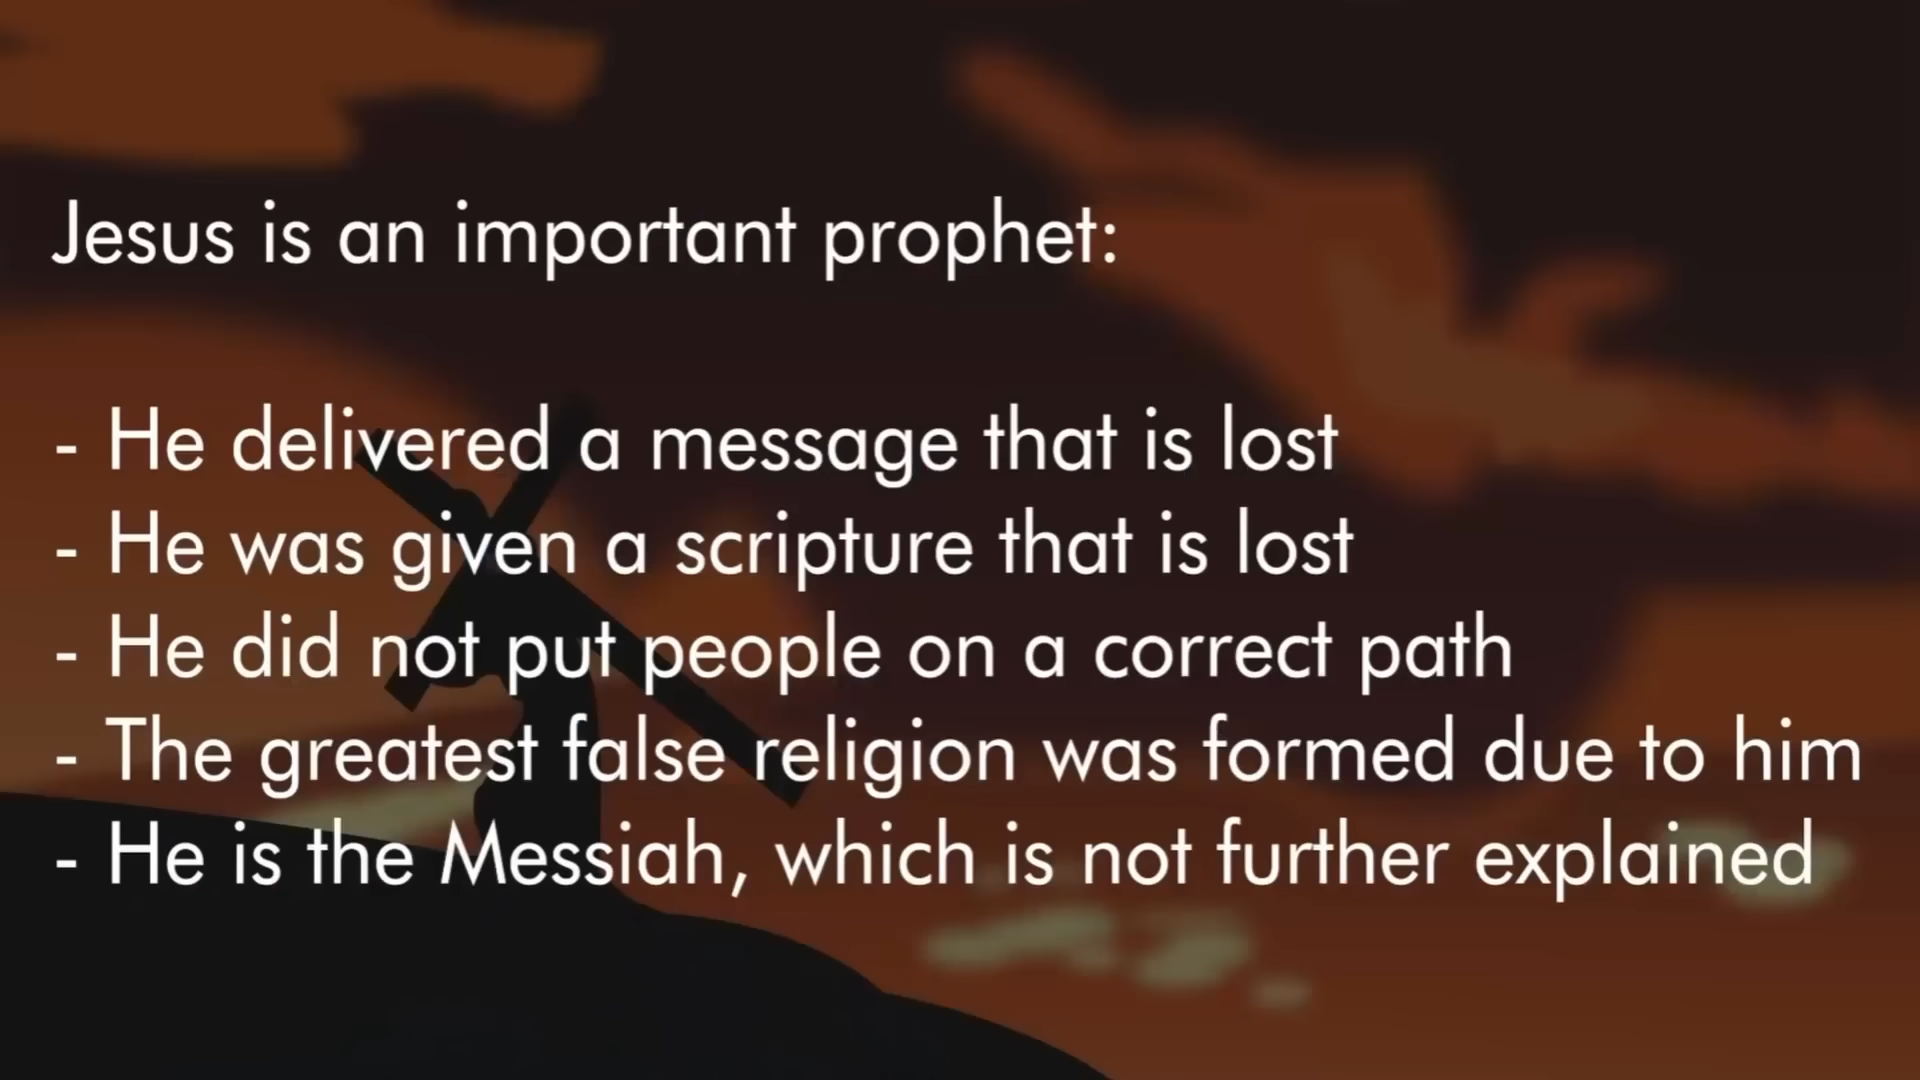 Jesus is an important prophet:
- He delivered a message that is lost
- He was given a scripture that is lost
- He did not put people on a correct path
- The greatest false religion was formed due to him
- He is the Messiah, which is not further explained